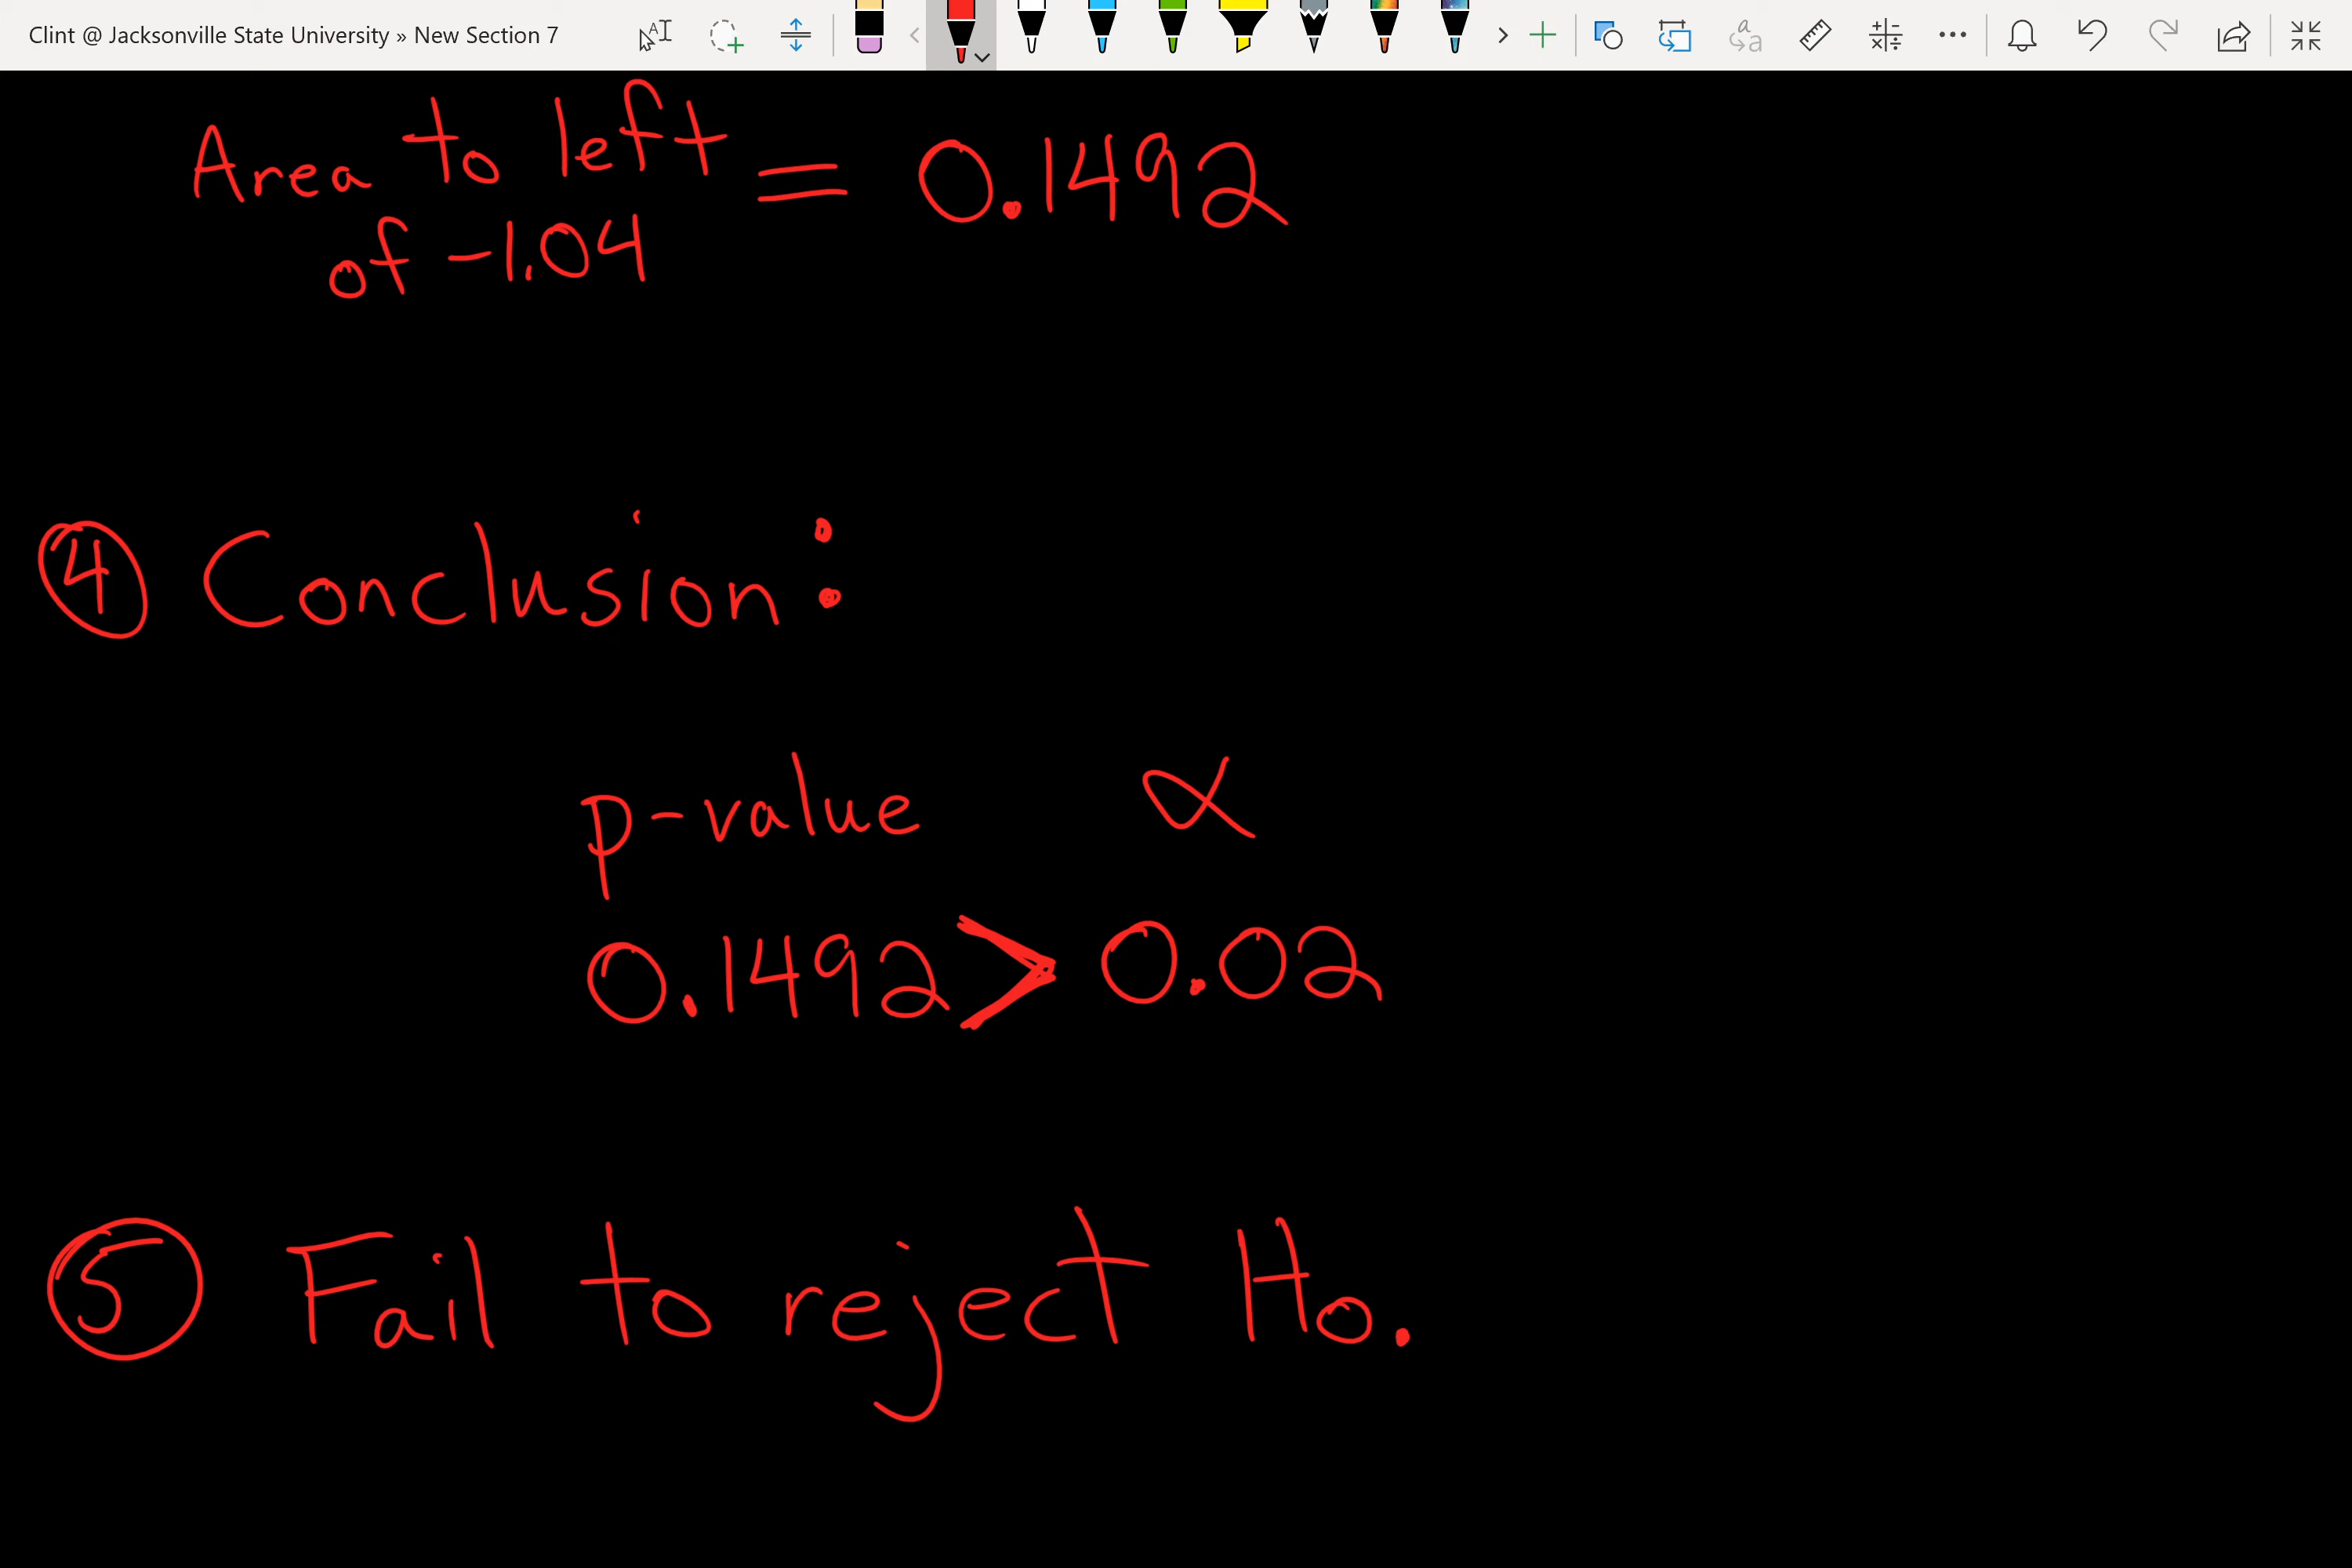 Clint @ Jacksonville State University » New Section 7
Area to left = 0.1492
of -1.04
④ Conclusion:
p-value α
0.1492 > 0.02
⑤ Fail to reject H₀.